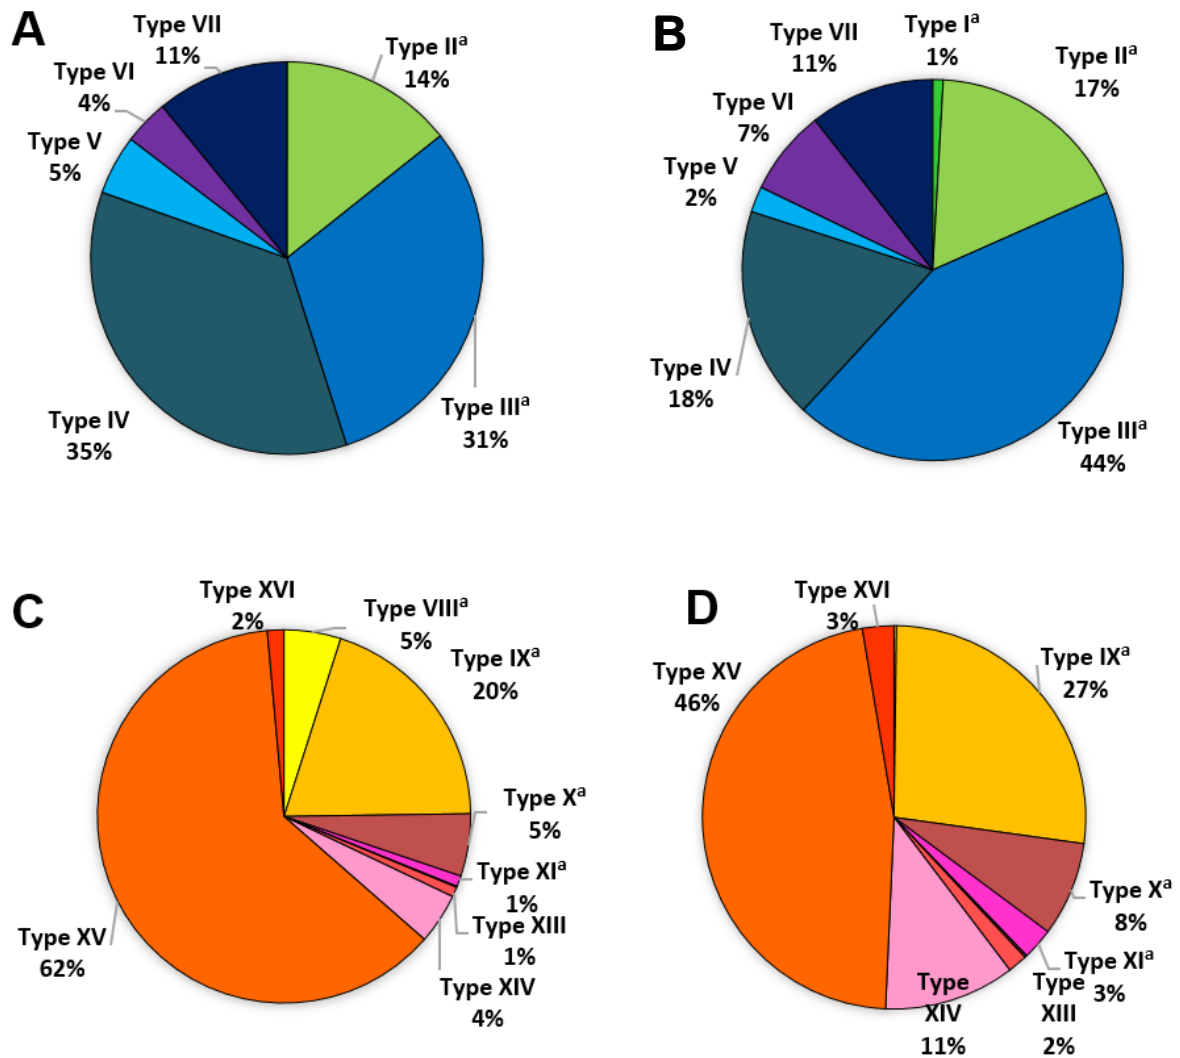 A
Type VII
11%
Type IIª
14%
Type VI
4%
Type V
5%
Type IIIª
31%
Type IV
35%
B
Type Iª
1%
Type VII
11%
Type IIª
17%
Type VI
7%
Type V
2%
Type IV
18%
Type IIIª
44%
C
Type XVI
2%
Type VIIIª
5%
Type IXª
20%
Type Xª
5%
Type XIª
1%
Type XIII
1%
Type XIV
4%
Type XV
62%
D
Type XVI
3%
Type XV
46%
Type IXª
27%
Type Xª
8%
Type XIª
3%
Type
XIII
2%
Type
XIV
11%